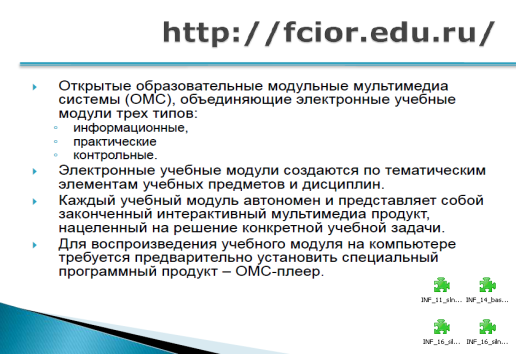 http://fcior.edu.ru/
Открытые образовательные модульные мультимедиа
системы (ОМС), объединяющие электронные учебные
модули трех типов:
информационные,
практические
контрольные.
Электронные учебные модули создаются по тематическим
элементам учебных предметов и дисциплин.
Каждый учебный модуль автономен и представляет собой
законченный интерактивный мультимедиа продукт,
нацеленный на решение конкретной учебной задачи.
Для воспроизведения учебного модуля на компьютере
требуется предварительно установить специальный
программный продукт – ОМС-плеер.
INF_11_sln... INF_14_bas...
INF_16_sil... INF_16_siln...